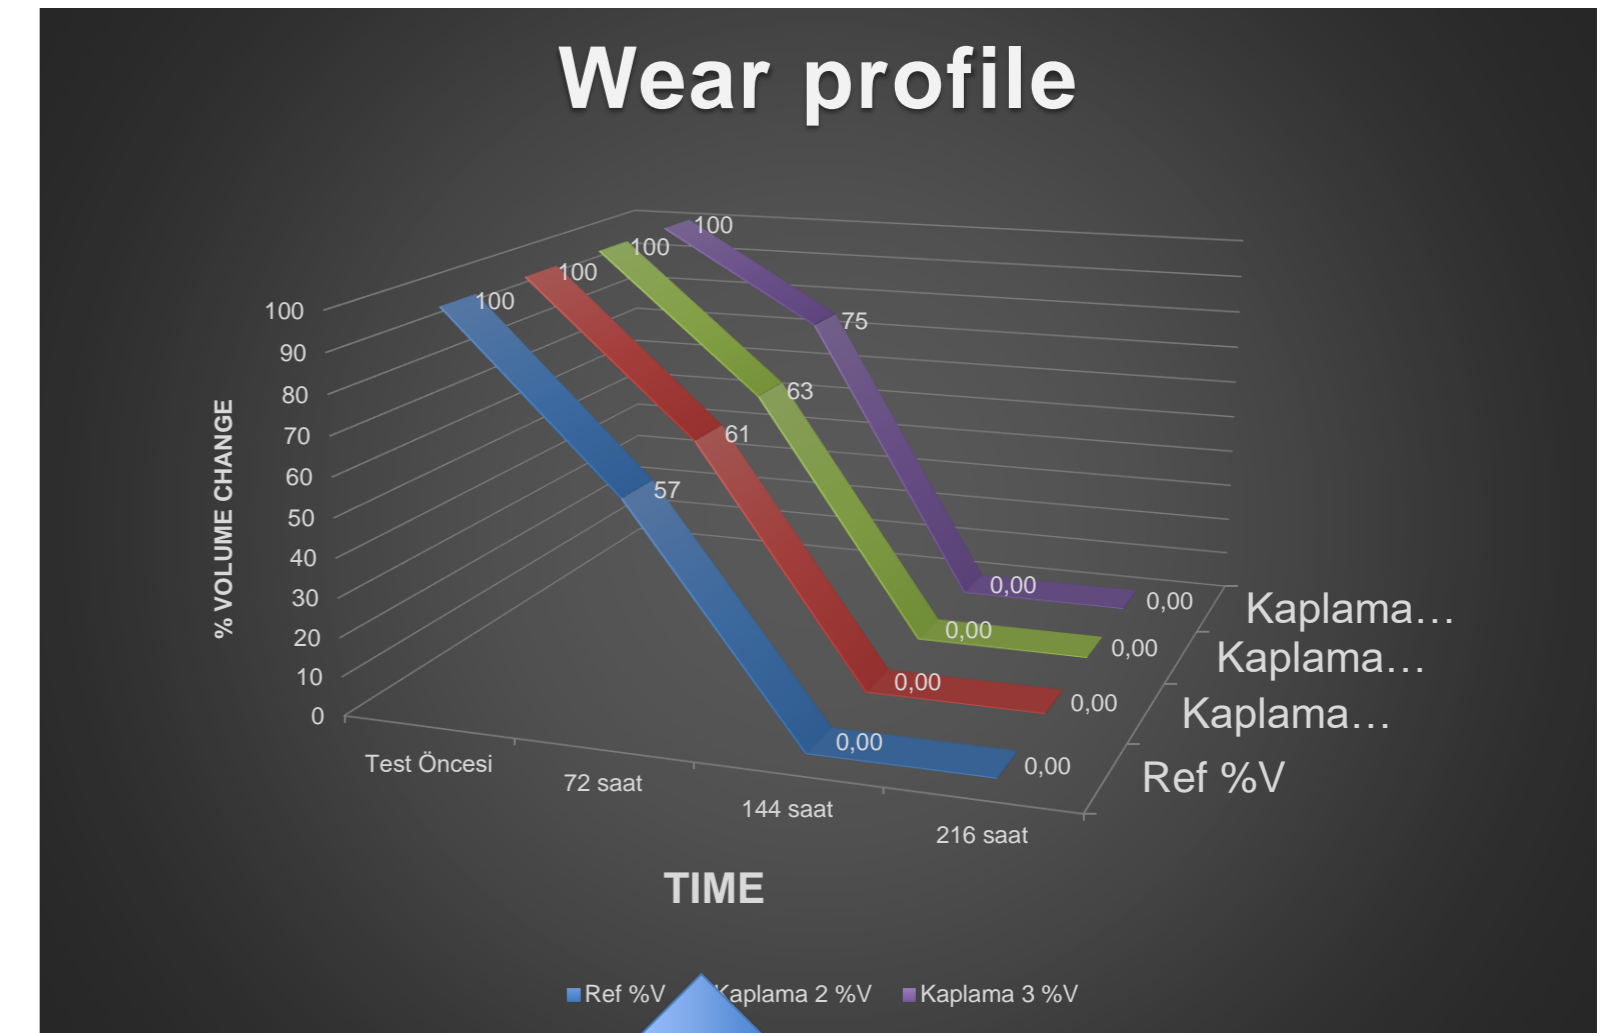 Wear profile
100
100
100
100
100
90
80
70
60
50
40
30
20
10
0
% VOLUME CHANGE
75
63
61
57
0,00
0,00
0,00
0,00
0,00
0,00
0,00
0,00
Kaplama…
Kaplama…
Kaplama…
Ref %V
Test Öncesi
72 saat
144 saat
216 saat
TIME
Ref %V Kaplama 2 %V Kaplama 3 %V